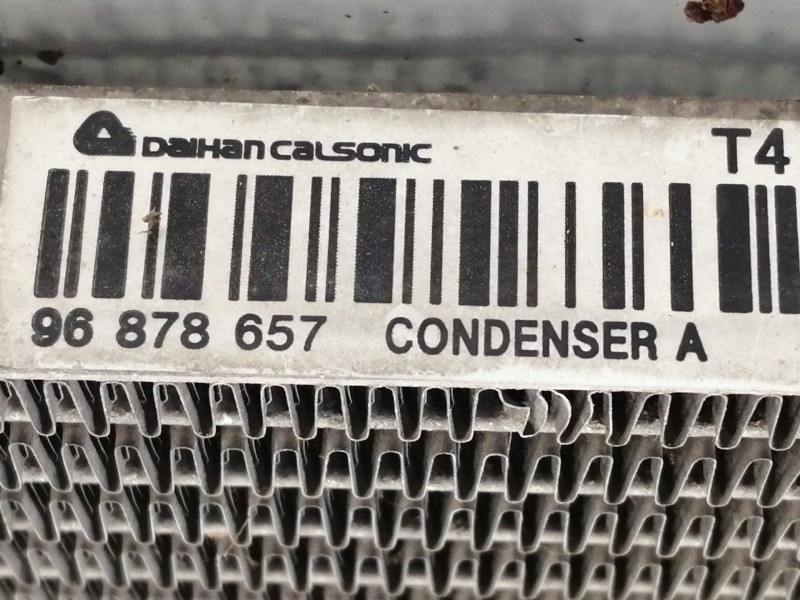 DAIHAN CALSONIC
T4
96 878 657 CONDENSER A